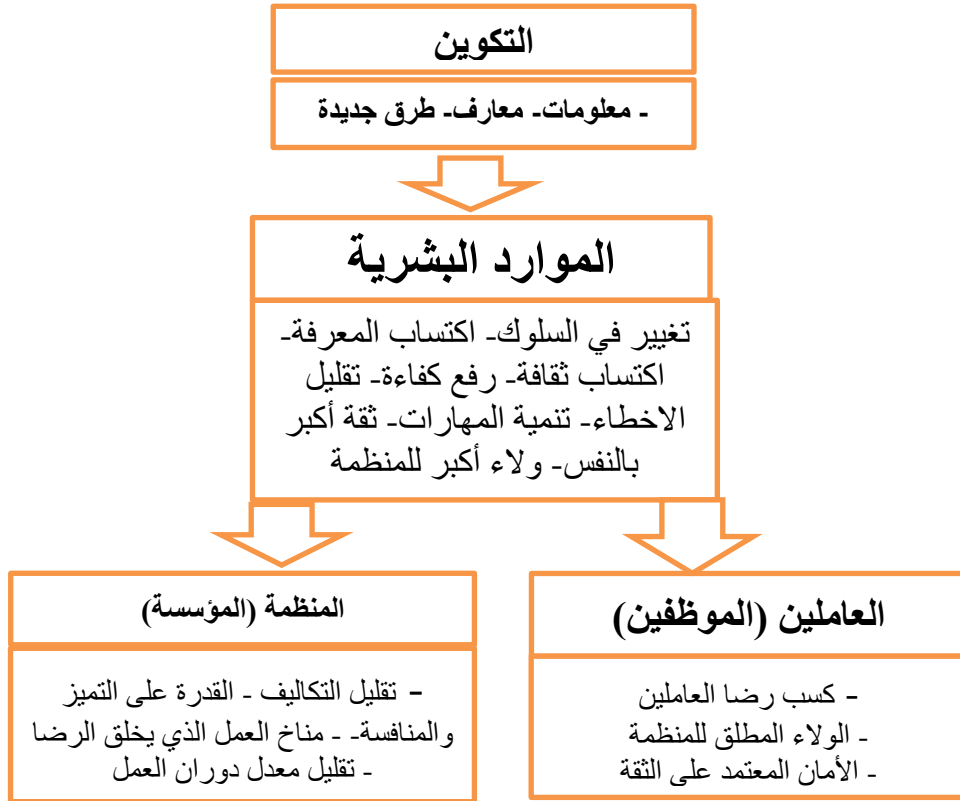 التكوين
- معلومات- معارف- طرق جديدة
الموارد البشرية
تغيير في السلوك- اكتساب المعرفة-
اكتساب ثقافة- رفع كفاءة- تقليل
الاخطاء- تنمية المهارات- ثقة أكبر
بالنفس- ولاء أكبر للمنظمة
العاملين (الموظفين)
- كسب رضا العاملين
- الولاء المطلق للمنظمة
- الأمان المعتمد على الثقة
المنظمة (المؤسسة)
- تقليل التكاليف - القدرة على التميز
والمنافسة- - مناخ العمل الذي يخلق الرضا
- تقليل معدل دوران العمل